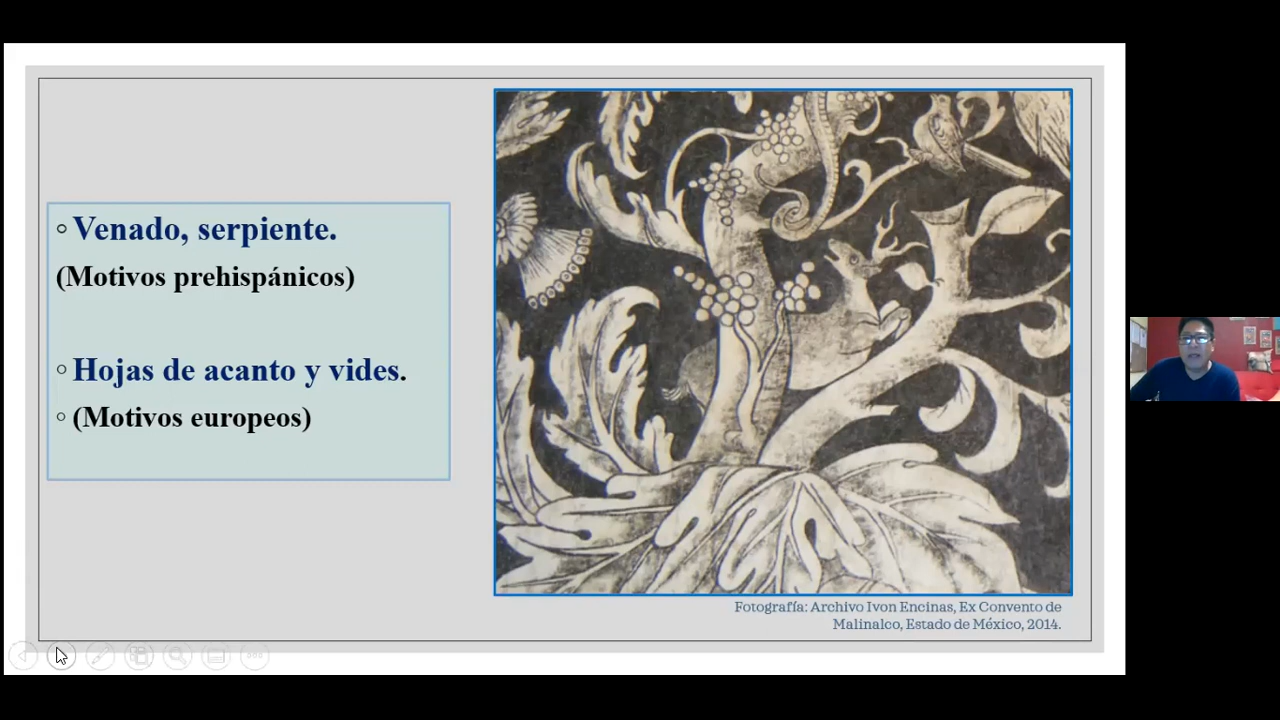 Venado, serpiente.
(Motivos prehispánicos)
Hojas de acanto y vides.
(Motivos europeos)
Fotografía: Archivo Ivon Encinas, Ex Convento de
Malinalco, Estado de México, 2014.